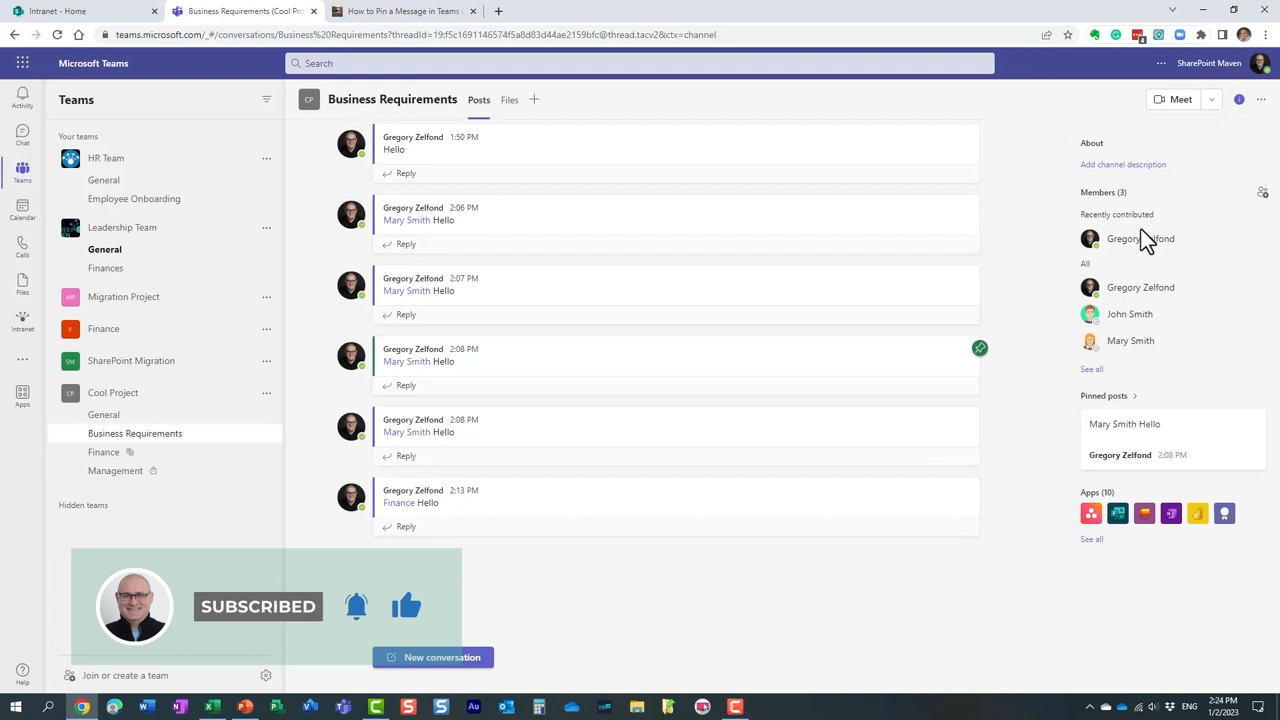 Intranet - Home
Business Requirements (Cool Pro
How to Pin a Message in Teams C
teams.microsoft.com/_#/conversations/Business%20Requirements?threadId=19:f5c1691146574f5a8d83d44ae2159bfc@thread.tacv2&ctx=channel
Microsoft Teams
Search
SharePoint Maven
Activity
Chat
Teams
Calendar
Calls
Files
Intranet
Apps
Help
Teams
Your teams
HR Team
General
Employee Onboarding
Leadership Team
General
Finances
MP Migration Project
F Finance
SM SharePoint Migration
CP Cool Project
General
Business Requirements
Finance
Management
Hidden teams
SUBSCRIBED
Join or create a team
CP Business Requirements Posts Files
Meet
Gregory Zelfond 1:50 PM
Hello
Reply
Gregory Zelfond 2:06 PM
Mary Smith Hello
Reply
Gregory Zelfond 2:07 PM
Mary Smith Hello
Reply
Gregory Zelfond 2:08 PM
Mary Smith Hello
Reply
Gregory Zelfond 2:08 PM
Mary Smith Hello
Reply
Gregory Zelfond 2:13 PM
Finance Hello
Reply
New conversation
About
Add channel description
Members (3)
Recently contributed
Gregory Zelfond
All
Gregory Zelfond
John Smith
Mary Smith
See all
Pinned posts
Mary Smith Hello
Gregory Zelfond 2:08 PM
Apps (10)
See all
2:24 PM
1/2/2023